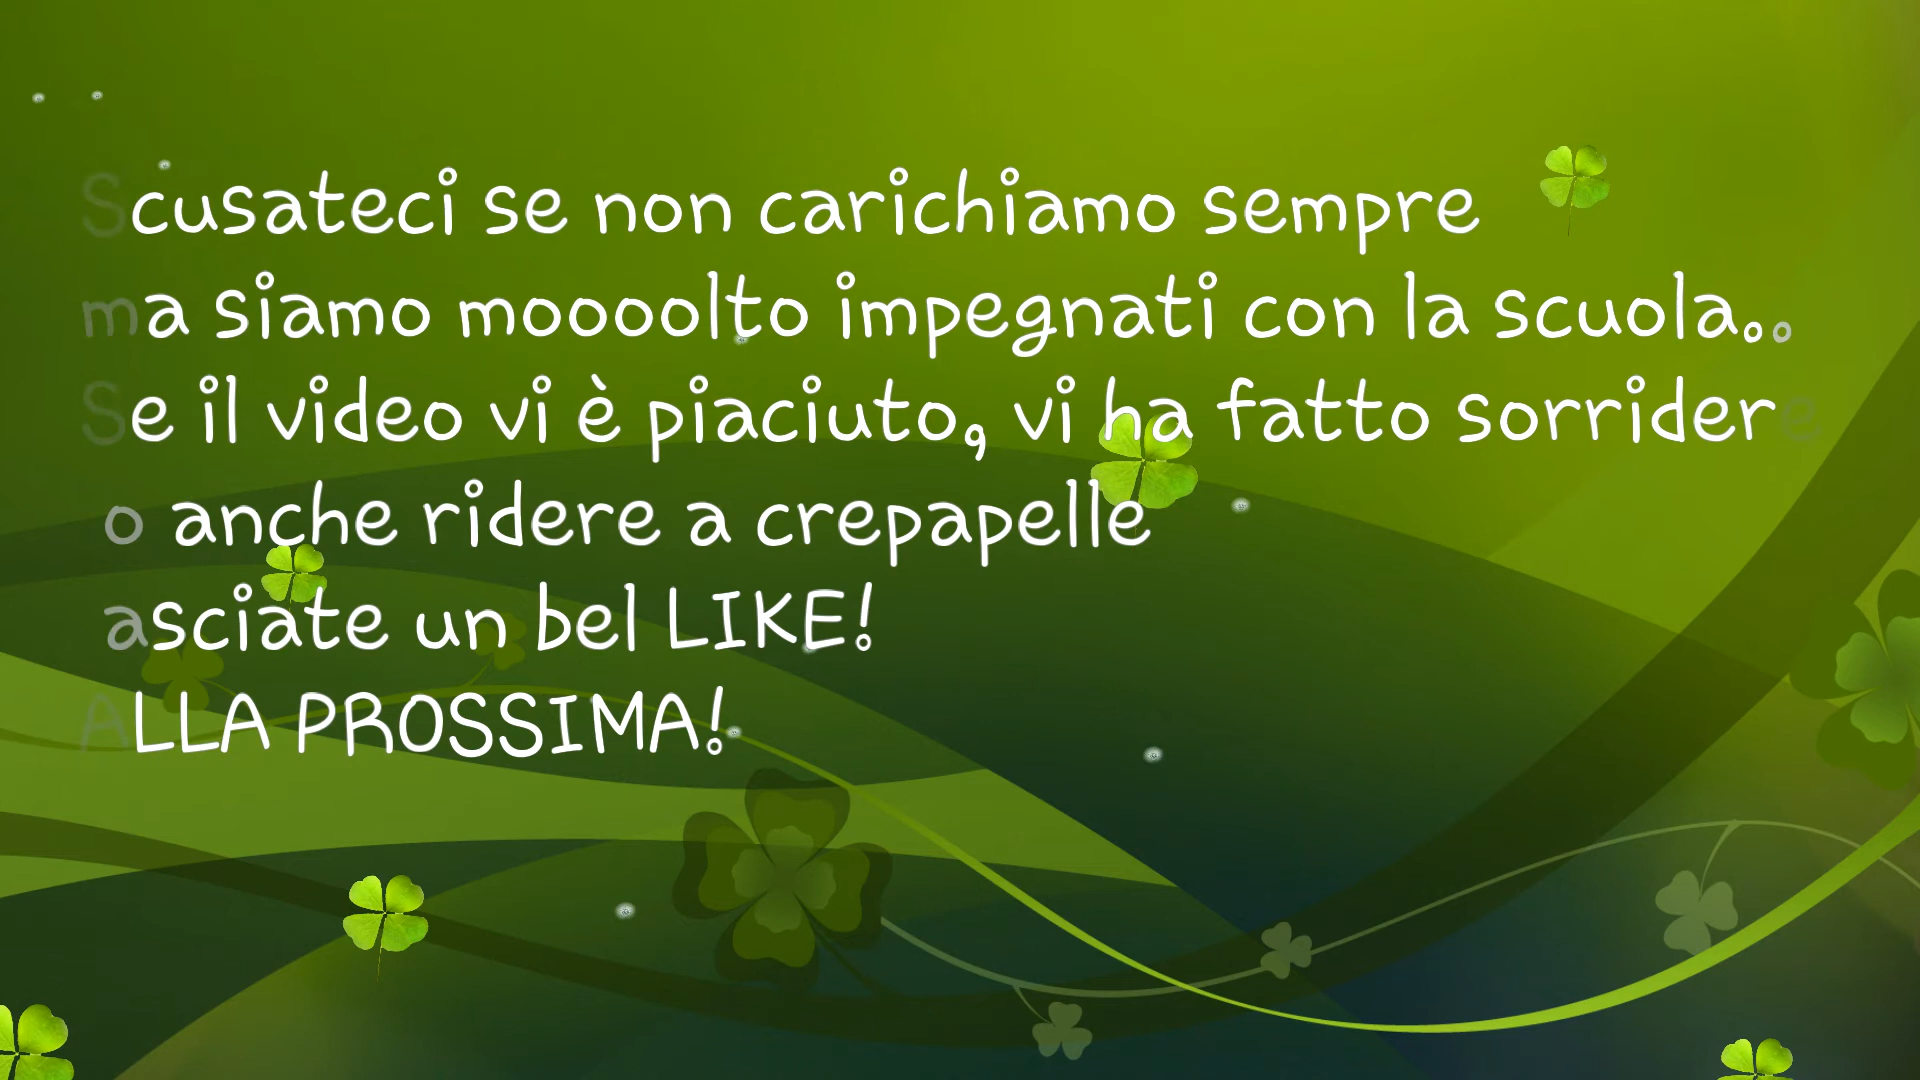 Scusateci se non carichiamo sempre
ma siamo moooolto impegnati con la scuola..
Se il video vi è piaciuto, vi ha fatto sorridere
o anche ridere a crepapelle
asciate un bel LIKE!
ALLA PROSSIMA!